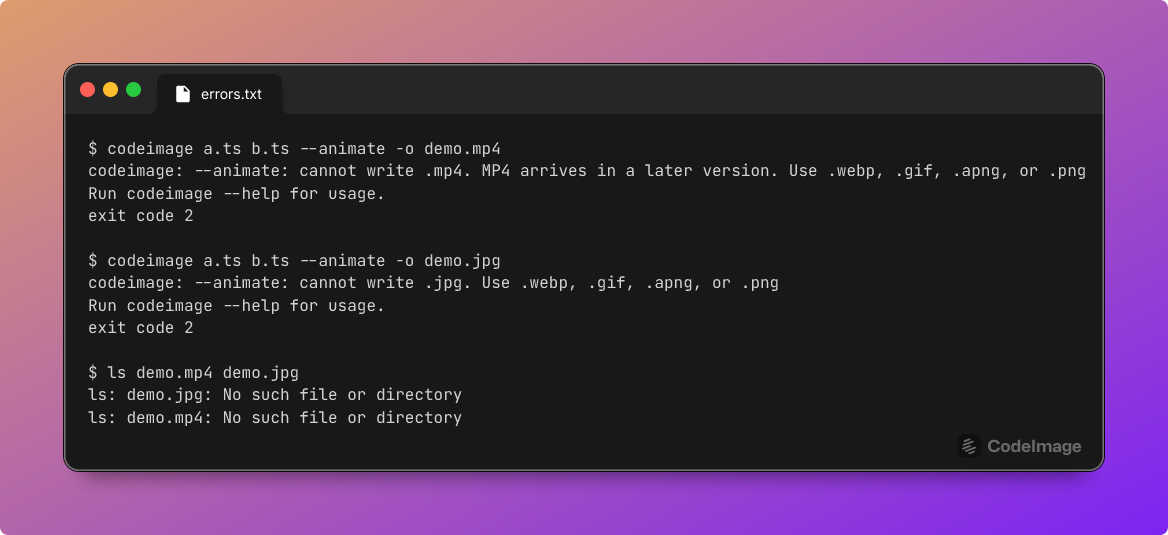 errors.txt
$ codeimage a.ts b.ts --animate -o demo.mp4
codeimage: --animate: cannot write .mp4. MP4 arrives in a later version. Use .webp, .gif, .apng, or .png
Run codeimage --help for usage.
exit code 2
$ codeimage a.ts b.ts --animate -o demo.jpg
codeimage: --animate: cannot write .jpg. Use .webp, .gif, .apng, or .png
Run codeimage --help for usage.
exit code 2
$ ls demo.mp4 demo.jpg
ls: demo.jpg: No such file or directory
ls: demo.mp4: No such file or directory
CodeImage